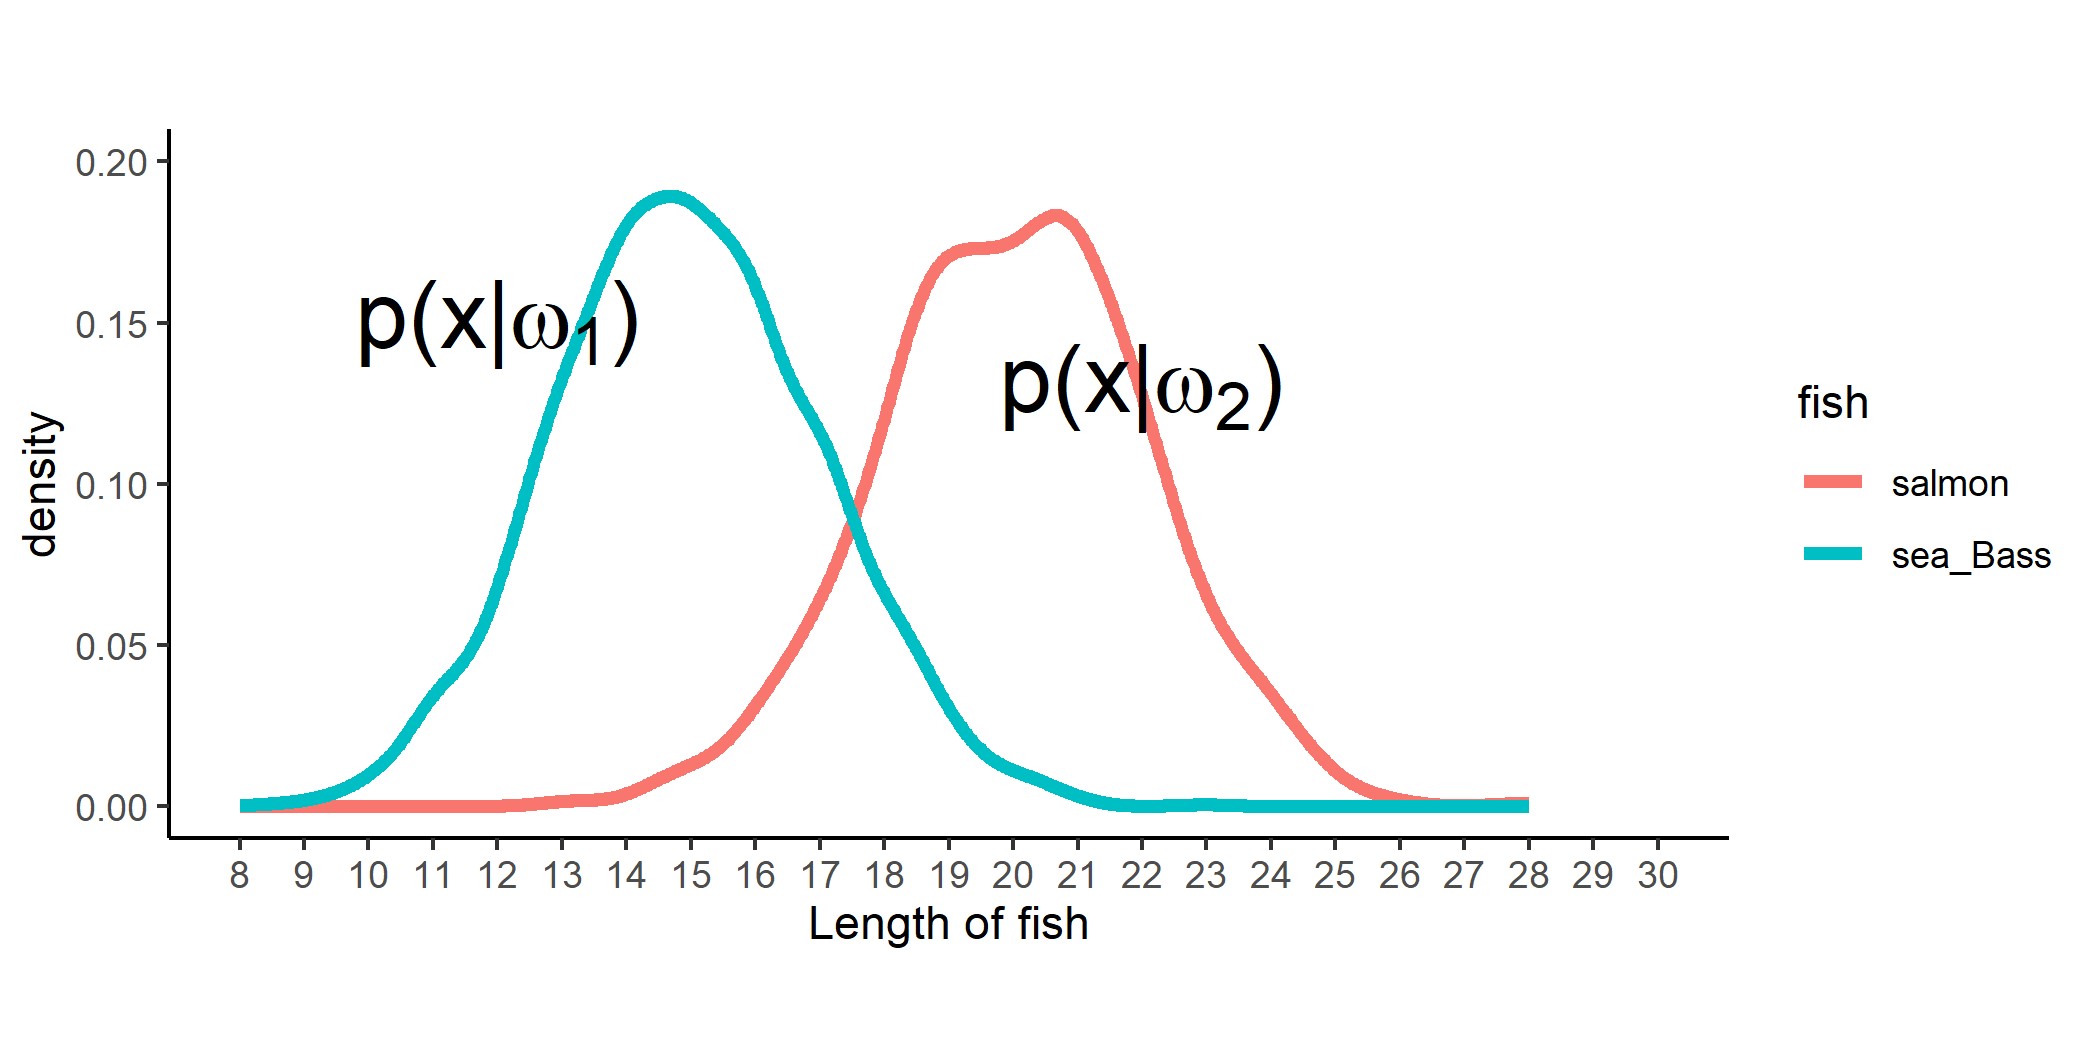 0.20
0.15
0.10
0.05
0.00
density
p(x|ω₁)
p(x|ω₂)
8 9 10 11 12 13 14 15 16 17 18 19 20 21 22 23 24 25 26 27 28 29 30
Length of fish
fish
salmon
sea_Bass